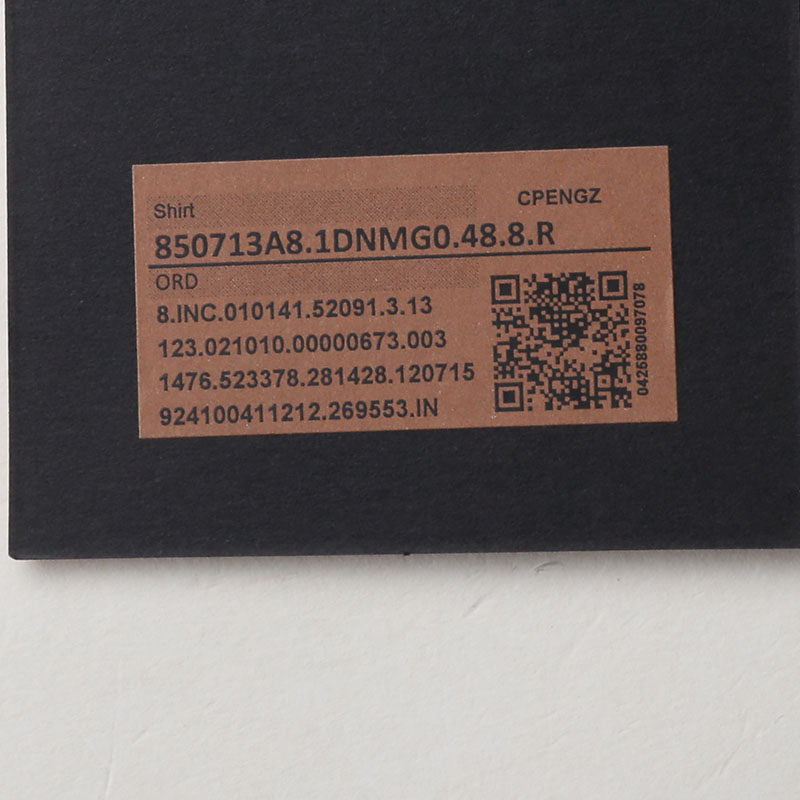 Shirt
CPENGZ
850713A8.1DNMG0.48.8.R
ORD
8.INC.010141.52091.3.13
123.021010.00000673.003
1476.523378.281428.120715
924100411212.269553.IN
0425880097078